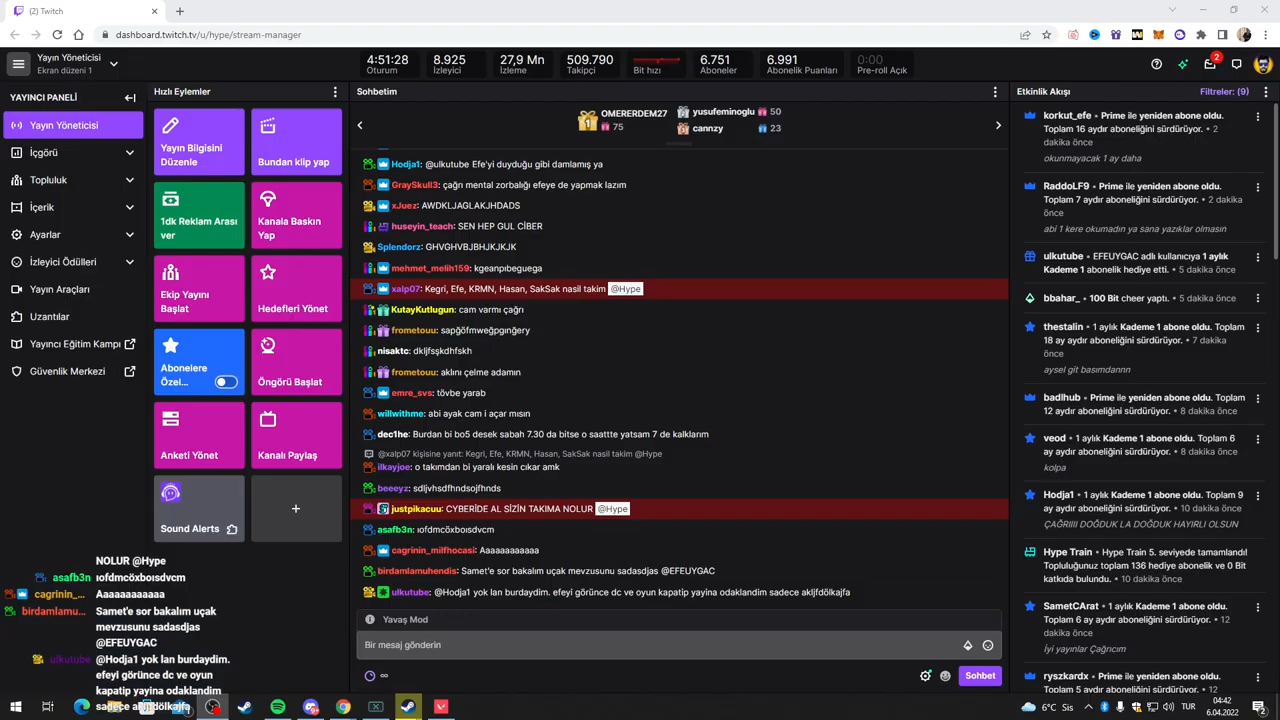 (2) Twitch
dashboard.twitch.tv/u/hype/stream-manager
Yayın Yöneticisi
Ekran düzeni 1
4:51:28
Oturum
8.925
İzleyici
27,9 Mn
İzleme
509.790
Takipçi
Bit hızı
6.751
Aboneler
6.991
Abonelik Puanları
0:00
Pre-roll Açık
2
YAYINCI PANELİ
Yayın Yöneticisi
İçgörü
Topluluk
İçerik
Ayarlar
İzleyici Ödülleri
Yayın Araçları
Uzantılar
Yayıncı Eğitim Kampı
Güvenlik Merkezi
Hızlı Eylemler
Yayın Bilgisini
Düzenle
Bundan klip yap
1dk Reklam Arası
ver
Kanala Baskın
Yap
Ekip Yayını
Başlat
Hedefleri Yönet
Abonelere
Özel...
Öngörü Başlat
Anketi Yönet
Kanalı Paylaş
Sound Alerts
+
NOLUR @Hype
asafb3n ıofdmcöxboısdvcm
cagrinin_... Aaaaaaaaaaaa
birdamlamu... Samet'e sor bakalım uçak
mevzusunu sadasdjas
@EFEUYGAC
ulkutube @Hodja1 yok lan burdaydim.
efeyi görünce dc ve oyun
kapatip yayina odaklandim
sadece akljfdölkajfa
Sohbetim
1
OMERERDEM27
75
yusufeminoglu 50
cannzy 23
Hodja1: @ulkutube Efe'yi duyduğu gibi damlamış ya
GraySkull3: çağrı mental zorbalığı efeye de yapmak lazım
xJuez: AWDKLJAGLAKJHDADS
huseyin_teach: SEN HEP GUL CİBER
Splendorz: GHVGHVBJBHJKJKJK
mehmet_melih159: kgeanpıbeguega
xalp07: Kegri, Efe, KRMN, Hasan, SakSak nasil takim @Hype
KutayKutlugun: cam varmı çağrı
frometouu: sapğöfmweğpgınğery
nisaktc: dkljfsşkdhfskh
frometouu: aklını çelme adamın
emre_svs: tövbe yarab
willwithme: abi ayak cam i açar mısın
dec1he: Burdan bi bo5 desek sabah 7.30 da bitse o saattte yatsam 7 de kalklarım
@xalp07 kişisine yanıt: Kegri, Efe, KRMN, Hasan, SakSak nasil takim @Hype
ilkayjoe: o takımdan bi yaralı kesin cıkar amk
beeeyz: sdljvhsdfhndsojfhnds
justpikacuu: CYBERİDE AL SİZİN TAKIMA NOLUR @Hype
asafb3n: ıofdmcöxboısdvcm
cagrinin_milfhocasi: Aaaaaaaaaaaa
birdamlamuhendis: Samet'e sor bakalım uçak mevzusunu sadasdjas @EFEUYGAC
ulkutube: @Hodja1 yok lan burdaydim. efeyi görünce dc ve oyun kapatip yayina odaklandim sadece akljfdölkajfa
Yavaş Mod
Bir mesaj gönderin
Sohbet
Etkinlik Akışı
Filtreler: (9)
korkut_efe • Prime ile yeniden abone oldu.
Toplam 16 aydır aboneliğini sürdürüyor. • 2
dakika önce
okunmayacak 1 ay daha
RaddoLF9 • Prime ile yeniden abone oldu.
Toplam 7 aydır aboneliğini sürdürüyor. • 2 dakika
önce
abi 1 kere okumadın ya sana yazıklar olmasın
ulkutube • EFEUYGAC adlı kullanıcıya 1 aylık
Kademe 1 abonelik hediye etti. • 5 dakika önce
bbahar_ • 100 Bit cheer yaptı. • 5 dakika önce
thestalin • 1 aylık Kademe 1 abone oldu. Toplam
18 ay aydır aboneliğini sürdürüyor. • 7 dakika
önce
aysel git basimdannn
badlhub • Prime ile yeniden abone oldu. Toplam
12 aydır aboneliğini sürdürüyor. • 8 dakika önce
veod • 1 aylık Kademe 1 abone oldu. Toplam 6
ay aydır aboneliğini sürdürüyor. • 8 dakika önce
kolpa
Hodja1 • 1 aylık Kademe 1 abone oldu. Toplam 9
ay aydır aboneliğini sürdürüyor. • 9 dakika önce
ÇAĞRIIII DOĞDUK LA DOĞDUK HAYIRLI OLSUN
Hype Train • Hype Train 5. seviyede tamamlandı!
Topluluğunuz toplam 136 hediye abonelik ve 0 Bit
katkıda bulundu. • 10 dakika önce
SametCArat • 1 aylık Kademe 1 abone oldu.
Toplam 6 ay aydır aboneliğini sürdürüyor. • 12
dakika önce
İyi yayınlar Çağrıcım
ryszkardx • Prime ile yeniden abone oldu.
Toplam 5 aydır aboneliğini sürdürüyor. • 12
6°C Sis
TUR
04:42
6.04.2022
2